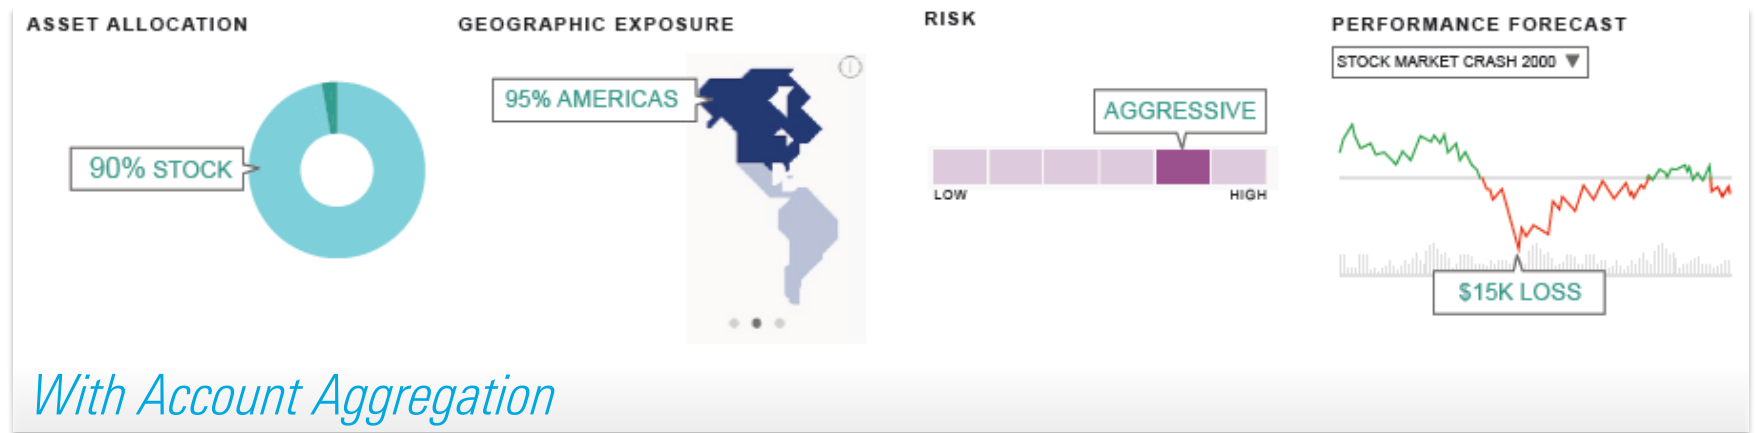 ASSET ALLOCATION
90% STOCK
GEOGRAPHIC EXPOSURE
95% AMERICAS
RISK
AGGRESSIVE
LOW
HIGH
PERFORMANCE FORECAST
STOCK MARKET CRASH 2000
$15K LOSS
With Account Aggregation